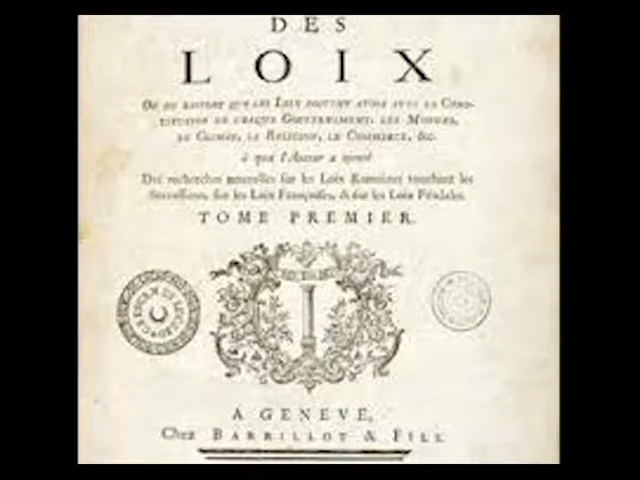 DES
LOIX
OU DU RAPPORT QUE LES LOIX DOIVENT AVOIR AVEC LA CONS-
TITUTION DE CHAQUE GOUVERNEMENT, LES MOEURS,
LE CLIMAT, LA RELIGION, LE COMMERCE, &c.
à quoi l'Auteur a ajouté
Des recherches nouvelles sur les Loix Romaines touchant les
Successions, sur les Loix Françoises, & sur les Loix Féodales.
TOME PREMIER.
A GENEVE,
Chez BARRILLOT & FILS.